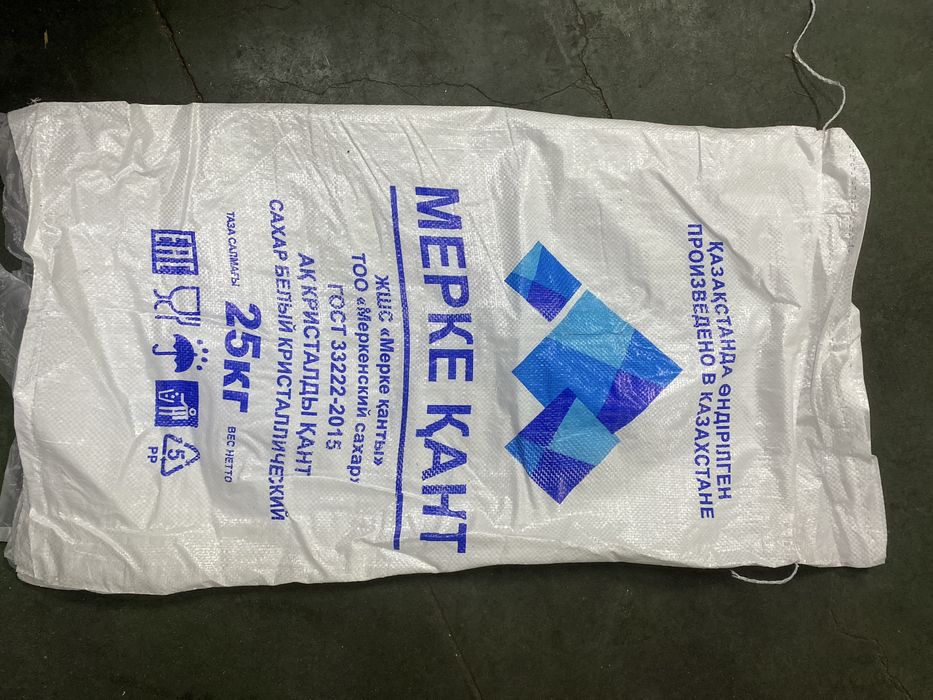 ҚАЗАҚСТАНДА ӨНДІРІЛГЕН
ПРОИЗВЕДЕНО В КАЗАХСТАНЕ
МЕРКЕ ҚАНТ
ЖШС «Мерке қанты»
ТОО «Меркенский сахар»
ГОСТ 33222-2015
АҚ КРИСТАЛДЫ ҚАНТ
САХАР БЕЛЫЙ КРИСТАЛЛИЧЕСКИЙ
ТАЗА САЛМАҒЫ 25КГ ВЕС НЕТТО
5
PP